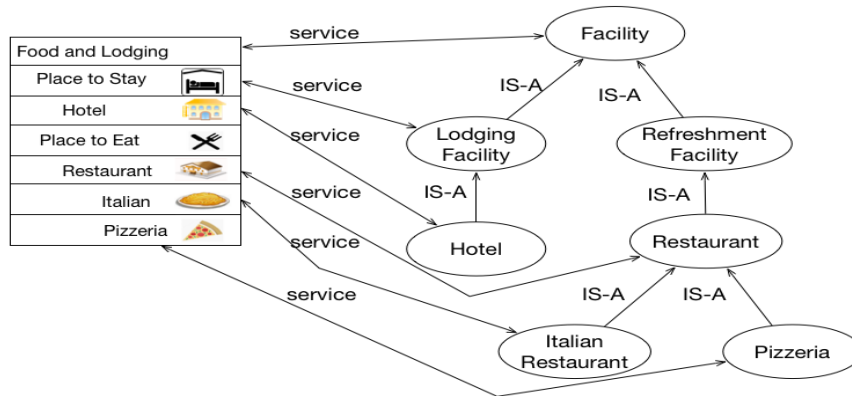 Food and Lodging
Place to Stay
Hotel
Place to Eat
Restaurant
Italian
Pizzeria
service
service
service
service
service
service
Facility
IS-A
IS-A
Lodging
Facility
Refreshment
Facility
IS-A
IS-A
Hotel
Restaurant
IS-A
IS-A
Italian
Restaurant
Pizzeria